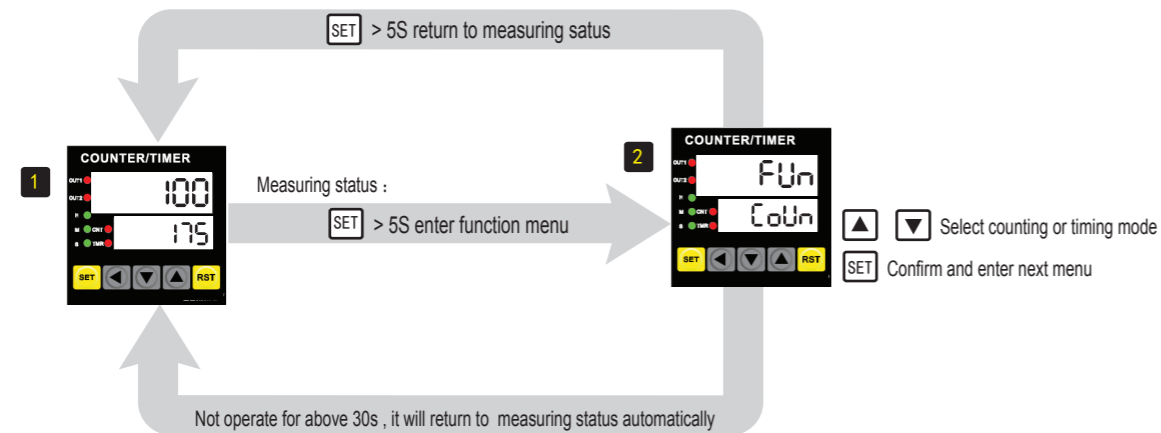 SET > 5S return to measuring satus
1
COUNTER/TIMER
OUT1
100
OUT2
H
M CNT
175
S TMR
SET RST
Measuring status :
SET > 5S enter function menu
2
COUNTER/TIMER
OUT1
FUn
OUT2
H
M CNT
CoUn
S TMR
SET RST
Select counting or timing mode
SET Confirm and enter next menu
Not operate for above 30s , it will return to measuring status automatically